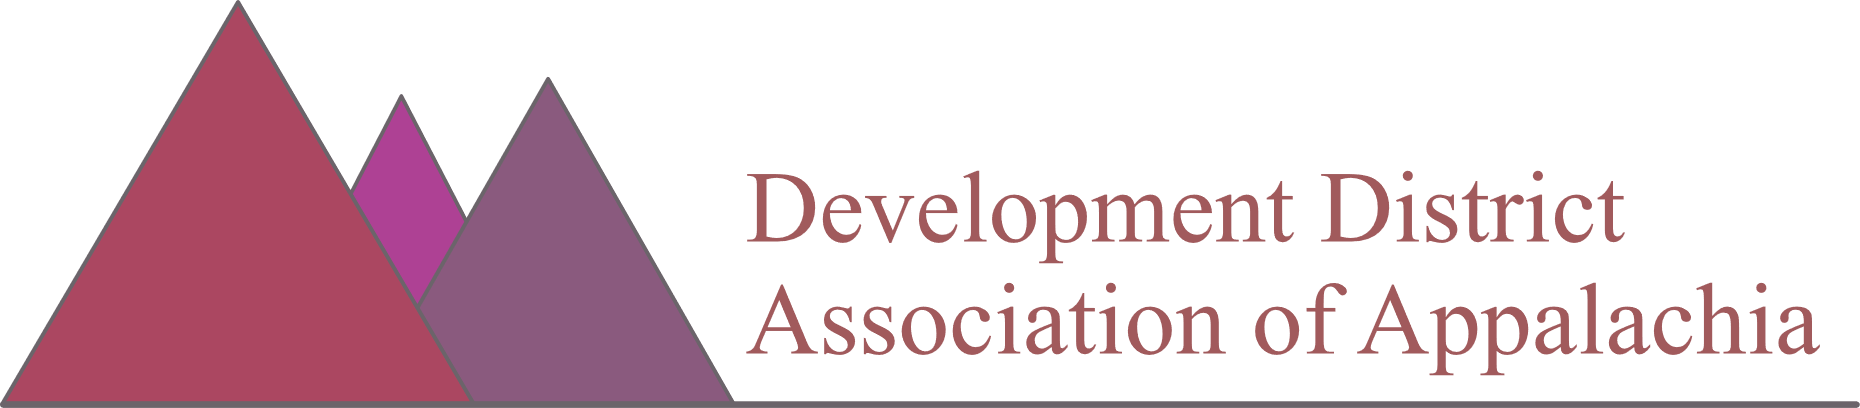 Development District
Association of Appalachia